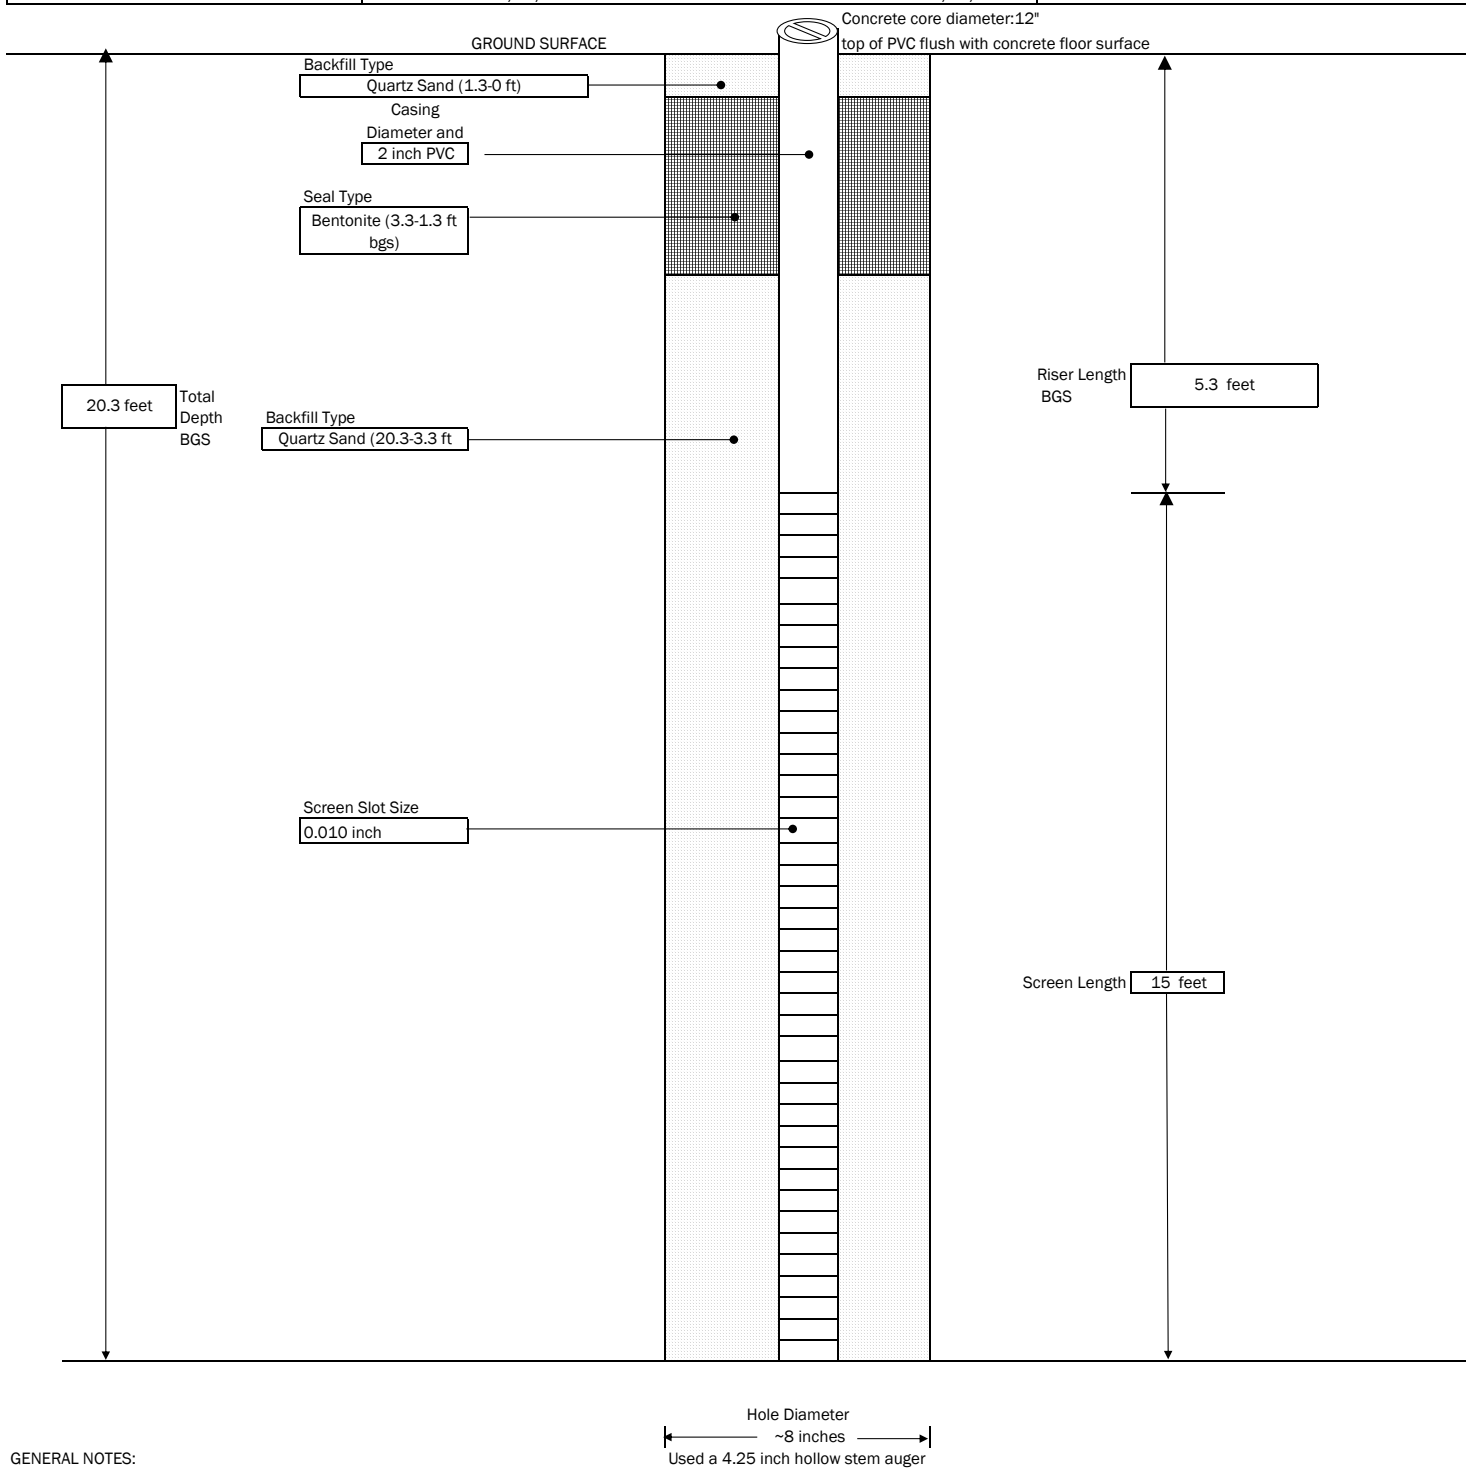 Concrete core diameter:12"
GROUND SURFACE
top of PVC flush with concrete floor surface
Backfill Type
Quartz Sand (1.3-0 ft)
Casing
Diameter and
2 inch PVC
Seal Type
Bentonite (3.3-1.3 ft
bgs)
Riser Length
BGS
5.3 feet
20.3 feet
Total
Depth
BGS
Backfill Type
Quartz Sand (20.3-3.3 ft
Screen Slot Size
0.010 inch
Screen Length
15 feet
Hole Diameter
~8 inches
GENERAL NOTES:
Used a 4.25 inch hollow stem auger